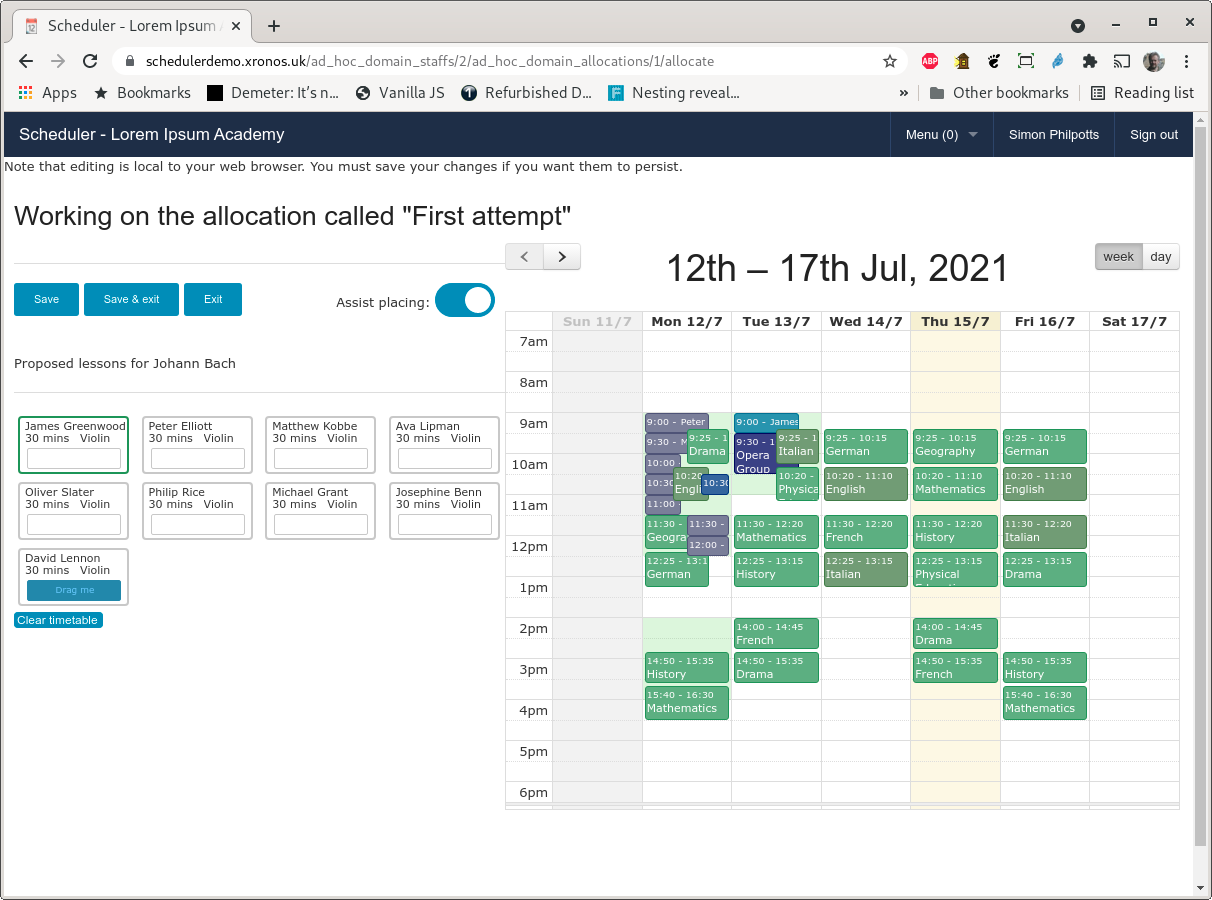 Scheduler - Lorem Ipsum
schedulerdemo.xronos.uk/ad_hoc_domain_staffs/2/ad_hoc_domain_allocations/1/allocate
ABP
Apps Bookmarks Demeter: It's n... Vanilla JS Refurbished D... Nesting reveal... » Other bookmarks Reading list
Scheduler - Lorem Ipsum Academy Menu (0) Simon Philpotts Sign out
Note that editing is local to your web browser. You must save your changes if you want them to persist.
Working on the allocation called "First attempt"
Save Save & exit Exit Assist placing:
Proposed lessons for Johann Bach
James Greenwood
30 mins Violin
Peter Elliott
30 mins Violin
Matthew Kobbe
30 mins Violin
Ava Lipman
30 mins Violin
Oliver Slater
30 mins Violin
Philip Rice
30 mins Violin
Michael Grant
30 mins Violin
Josephine Benn
30 mins Violin
David Lennon
30 mins Violin
Drag me
Clear timetable
12th – 17th Jul, 2021
week day
Sun 11/7 Mon 12/7 Tue 13/7 Wed 14/7 Thu 15/7 Fri 16/7 Sat 17/7
7am
8am
9am
10am
11am
12pm
1pm
2pm
3pm
4pm
5pm
6pm
9:00 - Peter
9:30 - M
9:25 - 1
Drama
10:00
10:20
Engli
10:30
10:30
11:00
11:30
Geogra
11:30 -
12:00 -
12:25 - 13:1
German
14:50 - 15:35
History
15:40 - 16:30
Mathematics
9:00 - James
9:30 - 1
Opera
Group
9:25 - 1
Italian
10:20 -
Physica
11:30 - 12:20
Mathematics
12:25 - 13:15
History
14:00 - 14:45
French
14:50 - 15:35
Drama
9:25 - 10:15
German
10:20 - 11:10
English
11:30 - 12:20
French
12:25 - 13:15
Italian
9:25 - 10:15
Geography
10:20 - 11:10
Mathematics
11:30 - 12:20
History
12:25 - 13:15
Physical
14:00 - 14:45
Drama
14:50 - 15:35
French
9:25 - 10:15
German
10:20 - 11:10
English
11:30 - 12:20
Italian
12:25 - 13:15
Drama
14:50 - 15:35
History
15:40 - 16:30
Mathematics